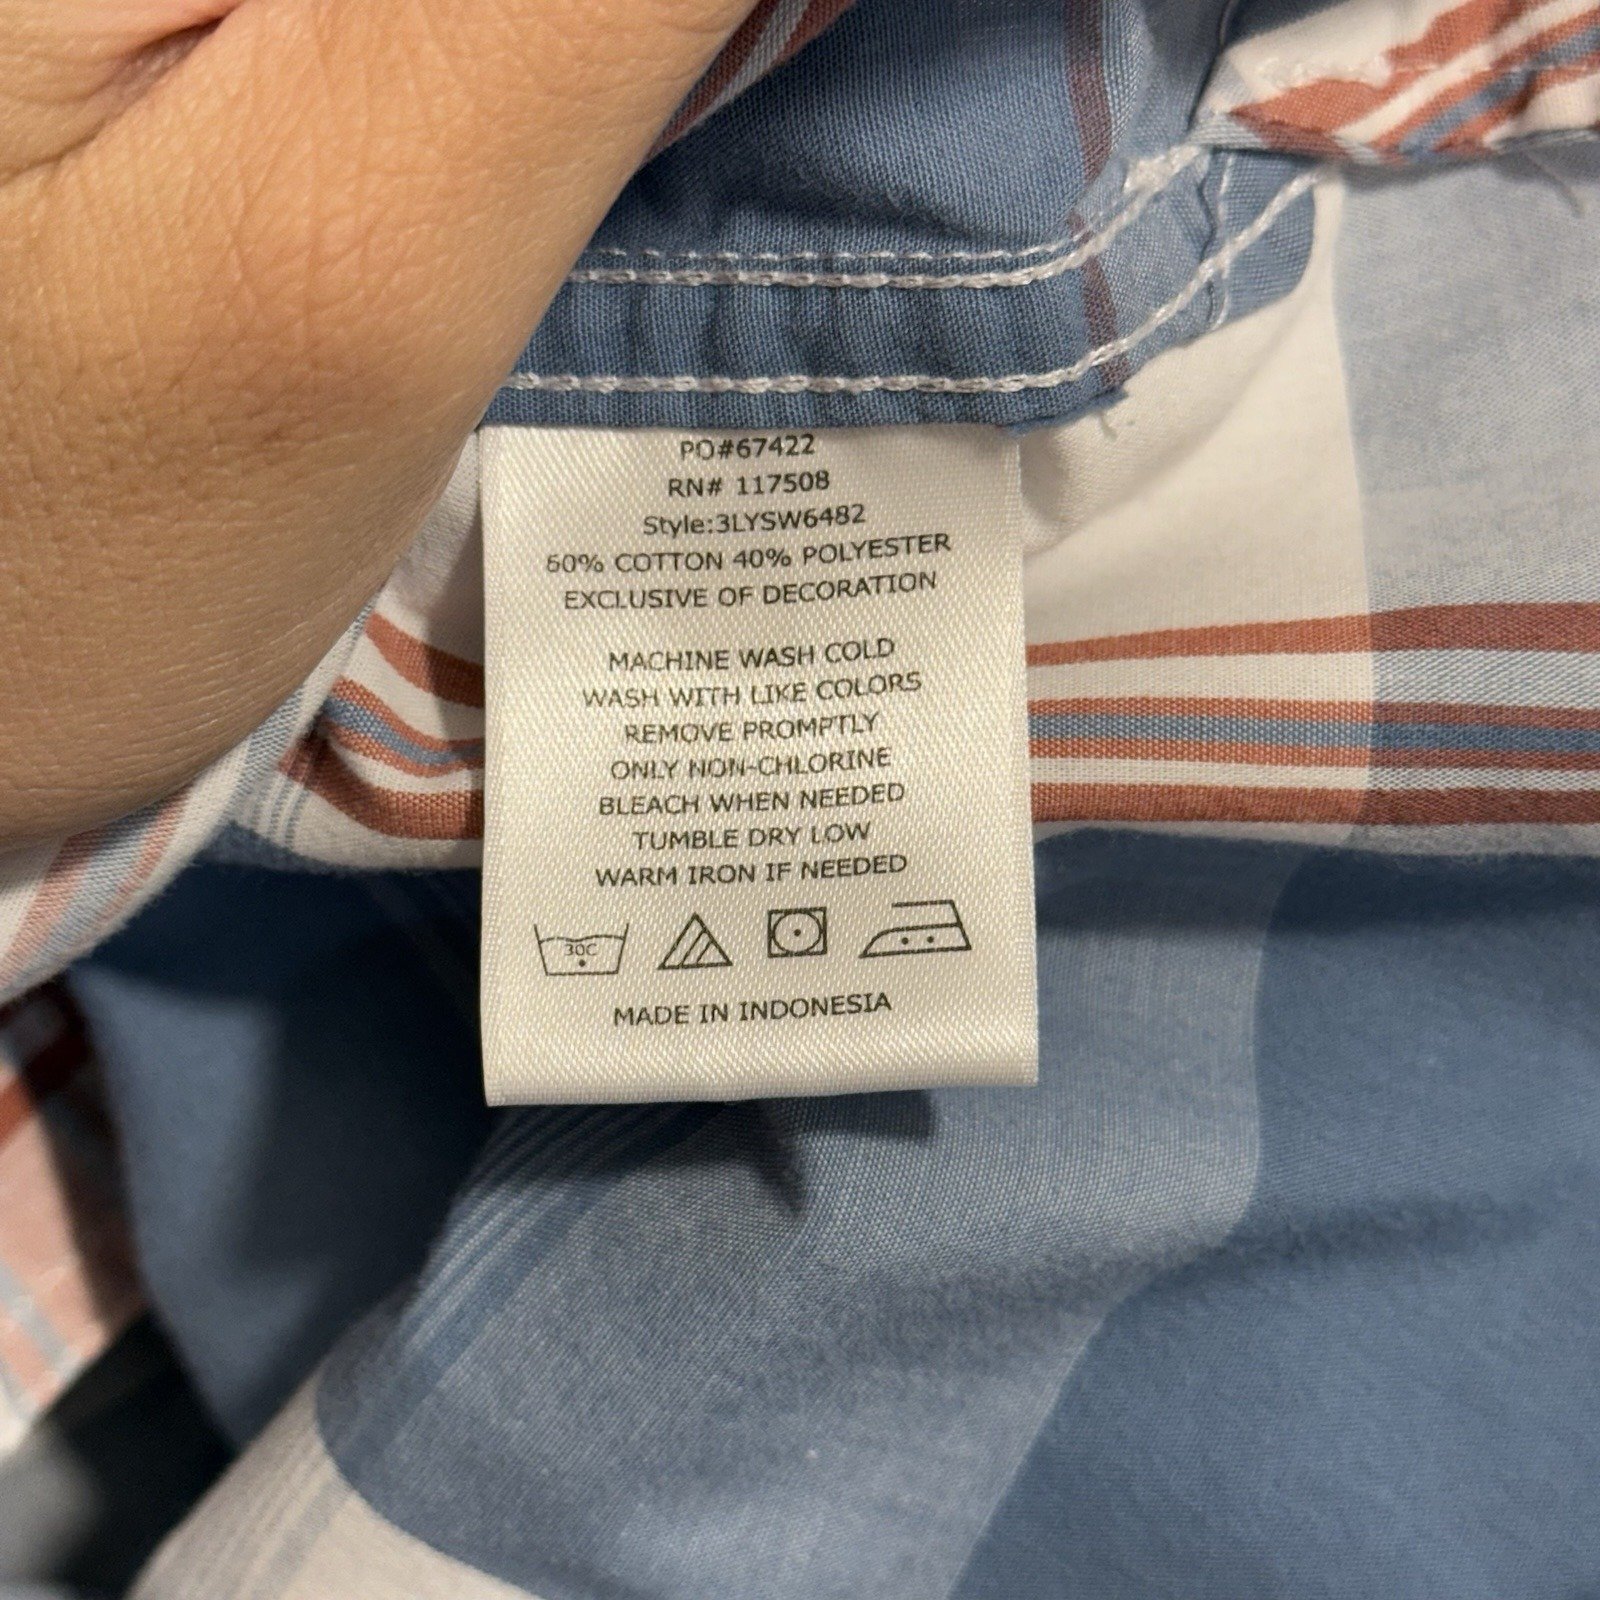 PO#67422
RN# 117508
Style:3LYSW6482
60% COTTON 40% POLYESTER
EXCLUSIVE OF DECORATION
MACHINE WASH COLD
WASH WITH LIKE COLORS
REMOVE PROMPTLY
ONLY NON-CHLORINE
BLEACH WHEN NEEDED
TUMBLE DRY LOW
WARM IRON IF NEEDED
30C
MADE IN INDONESIA